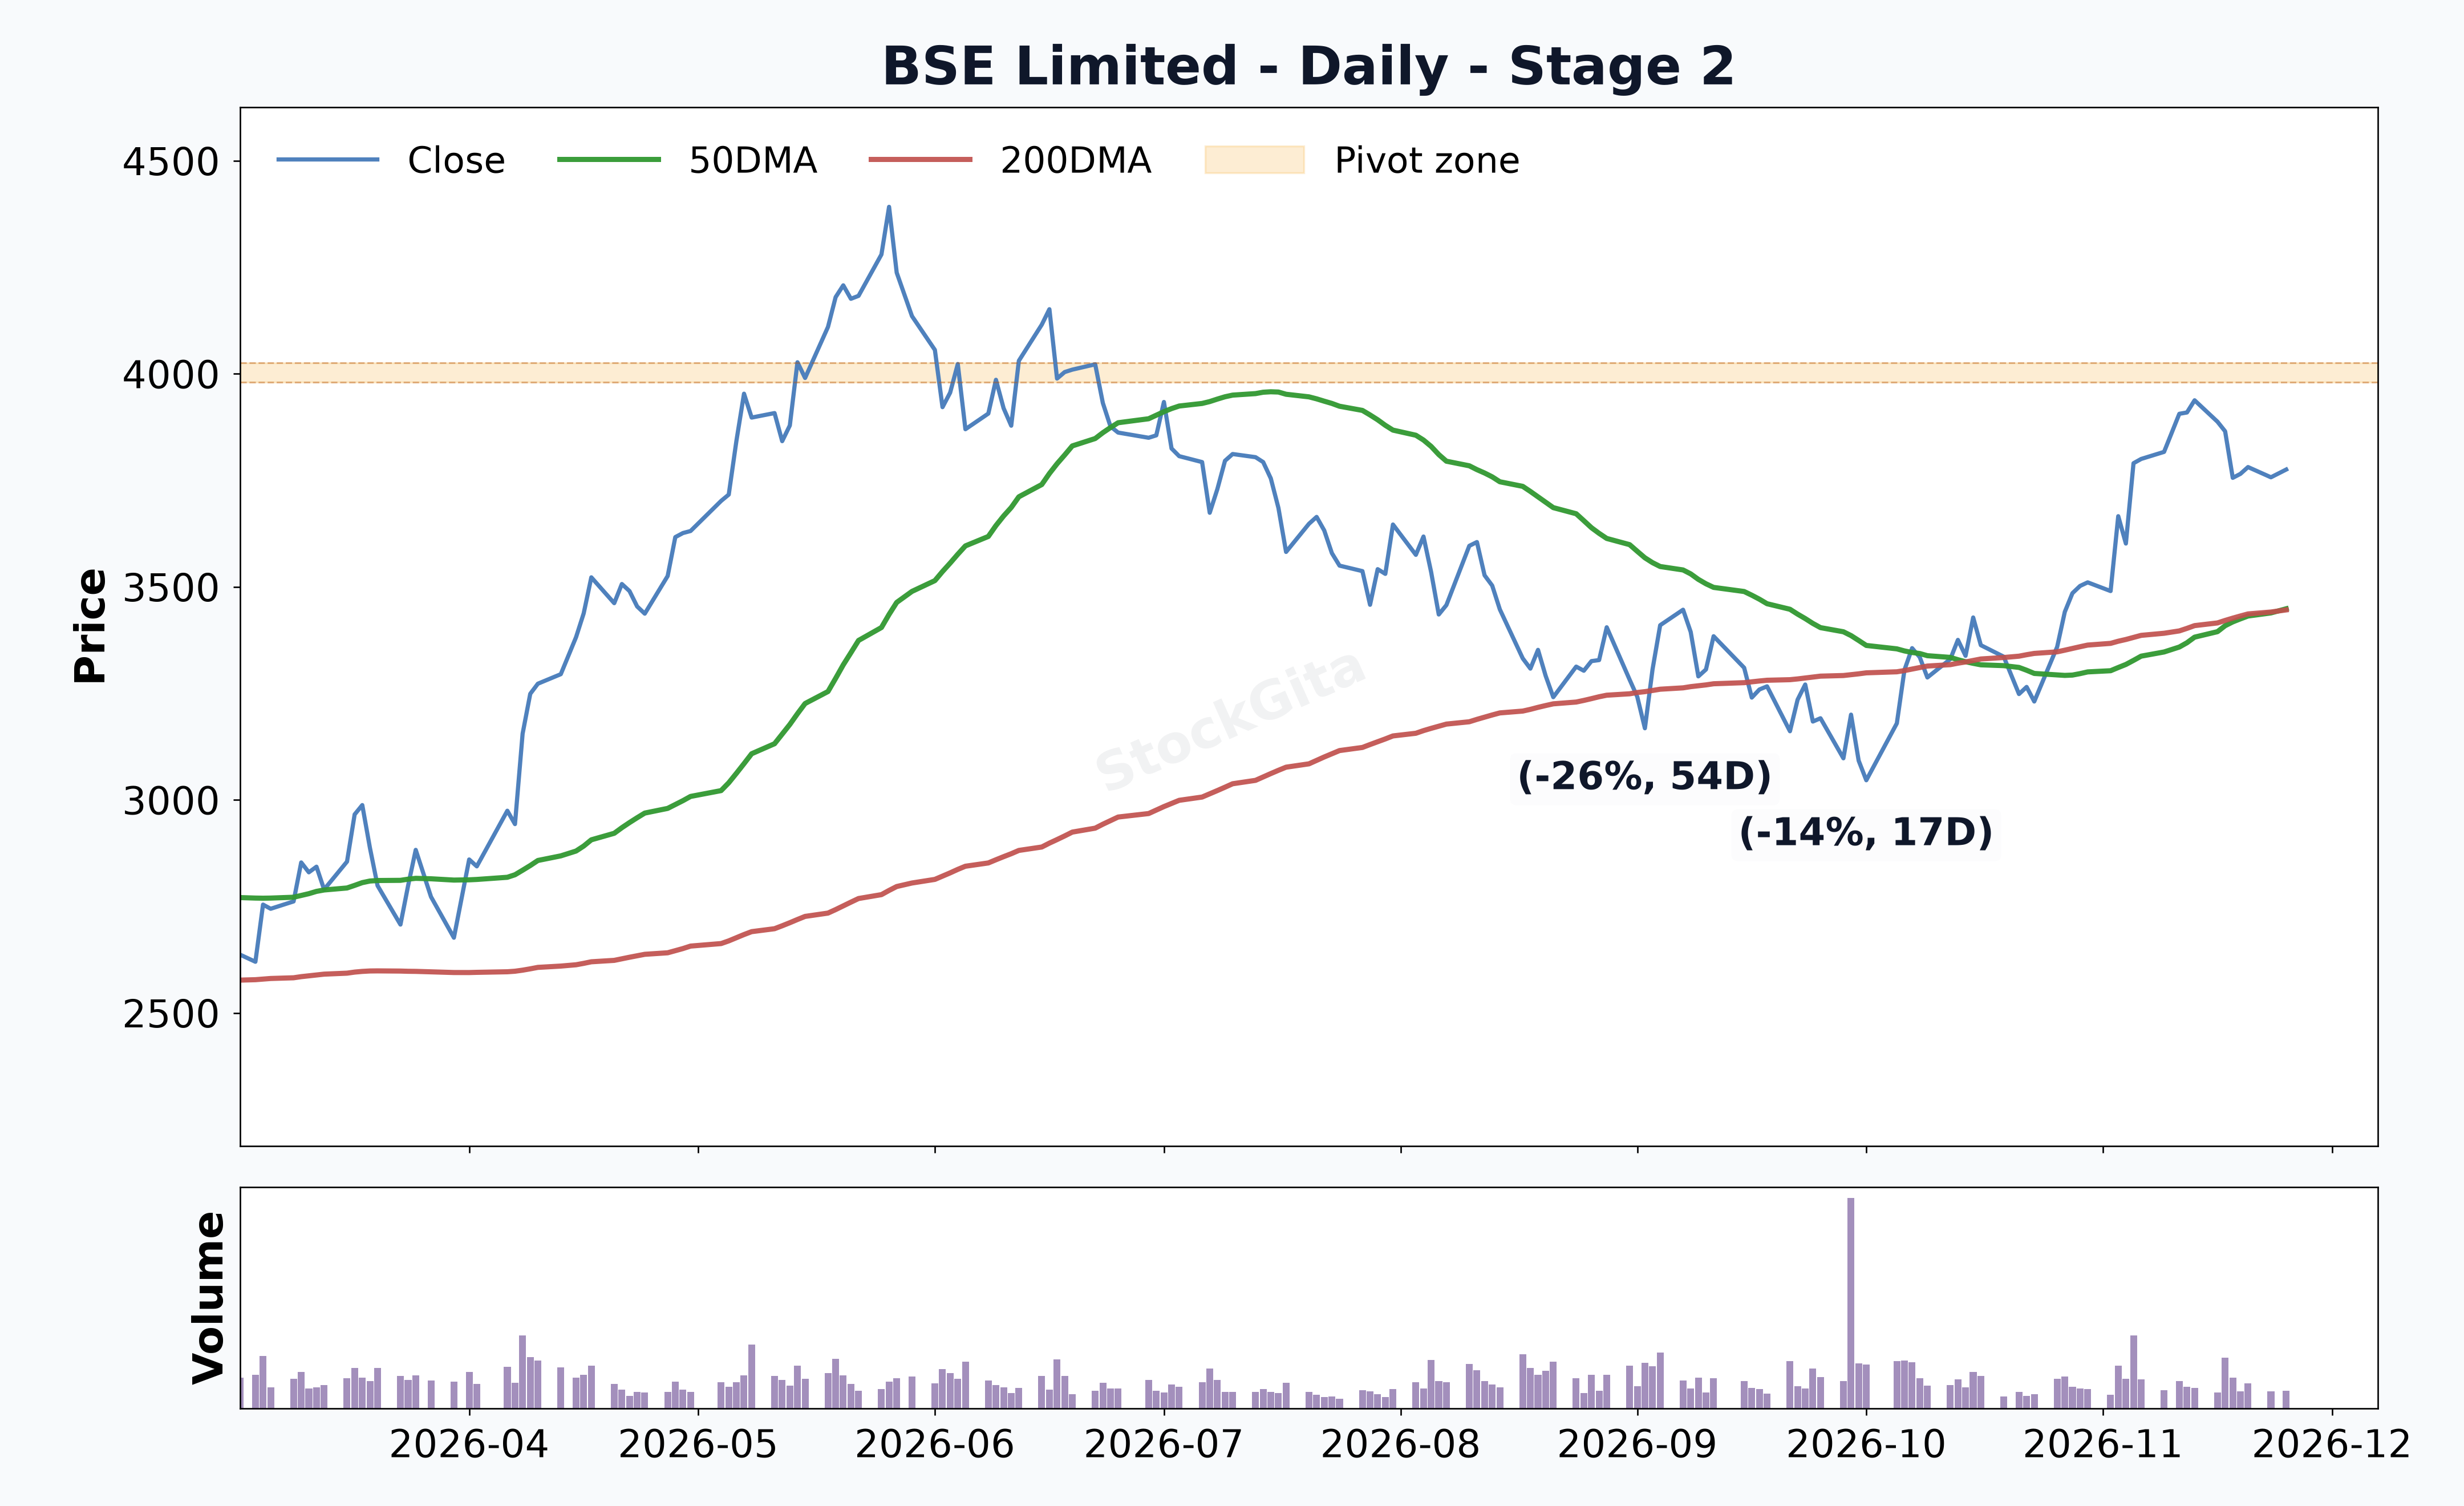 BSE Limited - Daily - Stage 2
Close 50DMA 200DMA Pivot zone
4500
4000
3500
3000
2500
Price
StockGita
(-26%, 54D)
(-14%, 17D)
Volume
2026-04 2026-05 2026-06 2026-07 2026-08 2026-09 2026-10 2026-11 2026-12